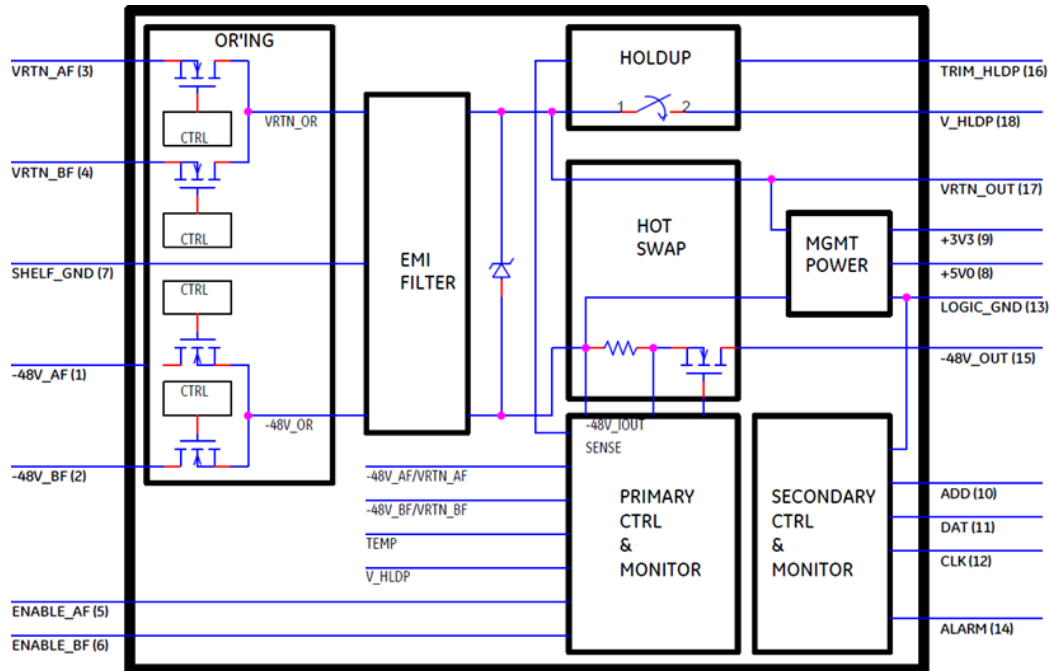 OR'ING
VRTN_AF (3)
CTRL
VRTN_OR
VRTN_BF (4)
CTRL
SHELF_GND (7)
CTRL
-48V_AF (1)
CTRL
-48V_OR
-48V_BF (2)
EMI
FILTER
HOLDUP
1 2
TRIM_HLDP (16)
V_HLDP (18)
HOT
SWAP
VRTN_OUT (17)
MGMT
POWER
+3V3 (9)
+5V0 (8)
LOGIC_GND (13)
-48V_OUT (15)
-48V_IOUT
SENSE
-48V_AF/VRTN_AF
-48V_BF/VRTN_BF
TEMP
V_HLDP
PRIMARY
CTRL
&
MONITOR
SECONDARY
CTRL
&
MONITOR
ADD (10)
DAT (11)
CLK (12)
ALARM (14)
ENABLE_AF (5)
ENABLE_BF (6)